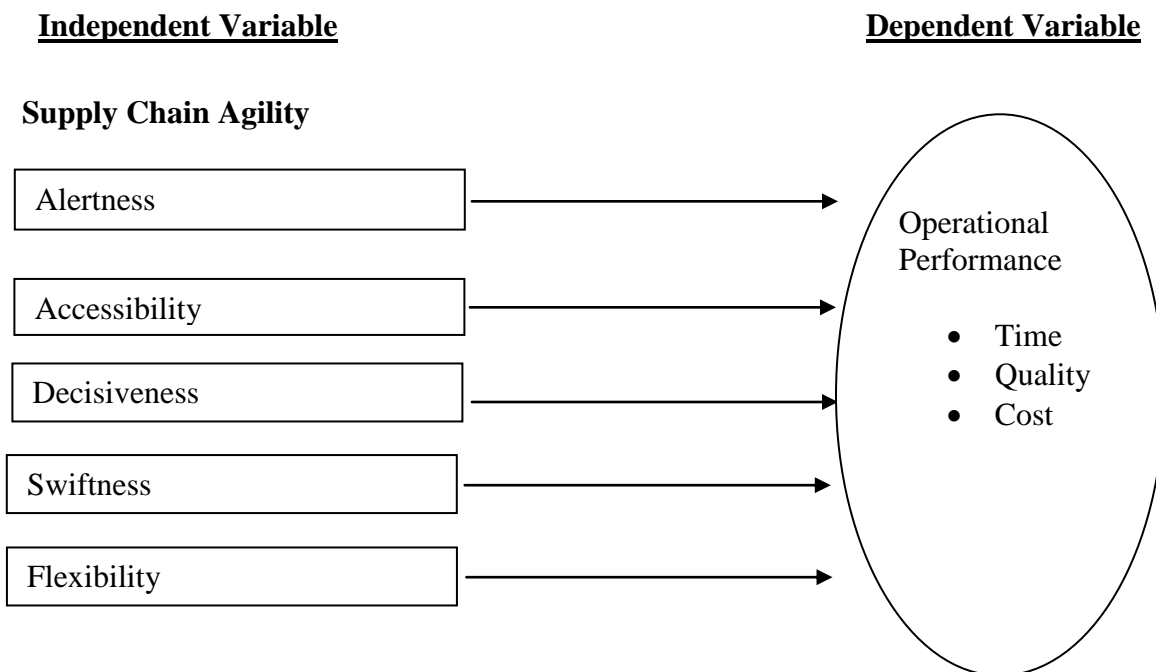 Independent Variable
Dependent Variable
Supply Chain Agility
Alertness
Accessibility
Decisiveness
Swiftness
Flexibility
Operational
Performance
• Time
• Quality
• Cost